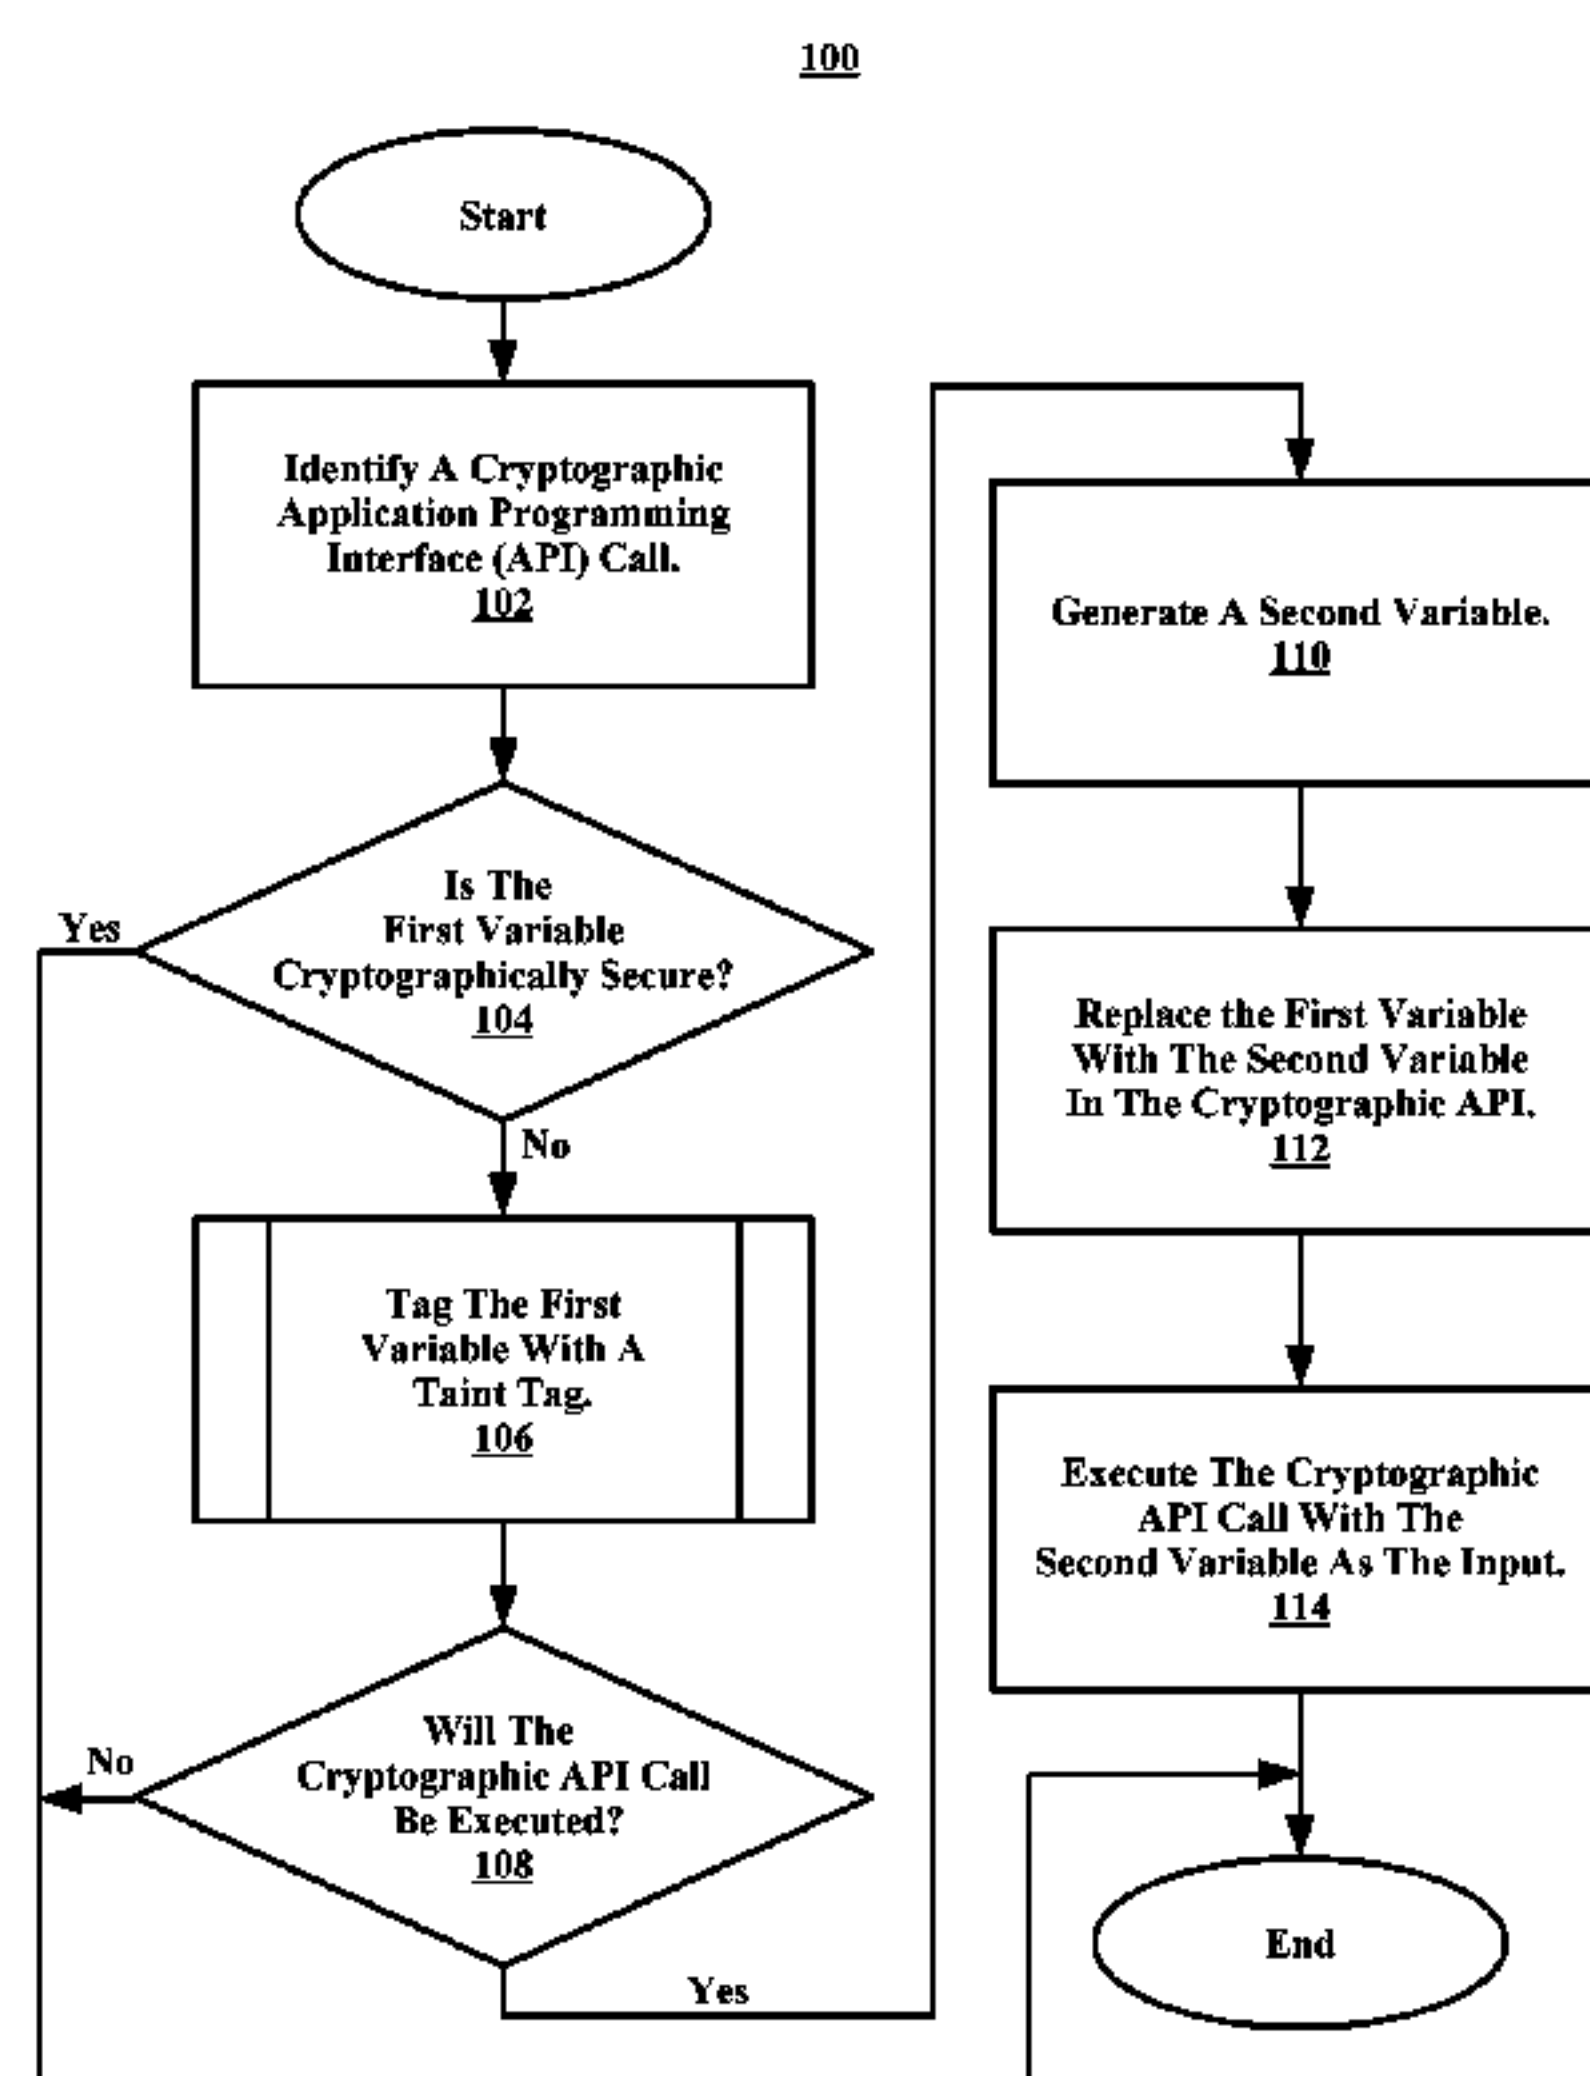 100
Start
Identify A Cryptographic
Application Programming
Interface (API) Call.
102
Is The
First Variable
Cryptographically Secure?
104
Yes
No
Tag The First
Variable With A
Taint Tag.
106
Will The
Cryptographic API Call
Be Executed?
108
No
Yes
Generate A Second Variable.
110
Replace the First Variable
With The Second Variable
In The Cryptographic API.
112
Execute The Cryptographic
API Call With The
Second Variable As The Input.
114
End